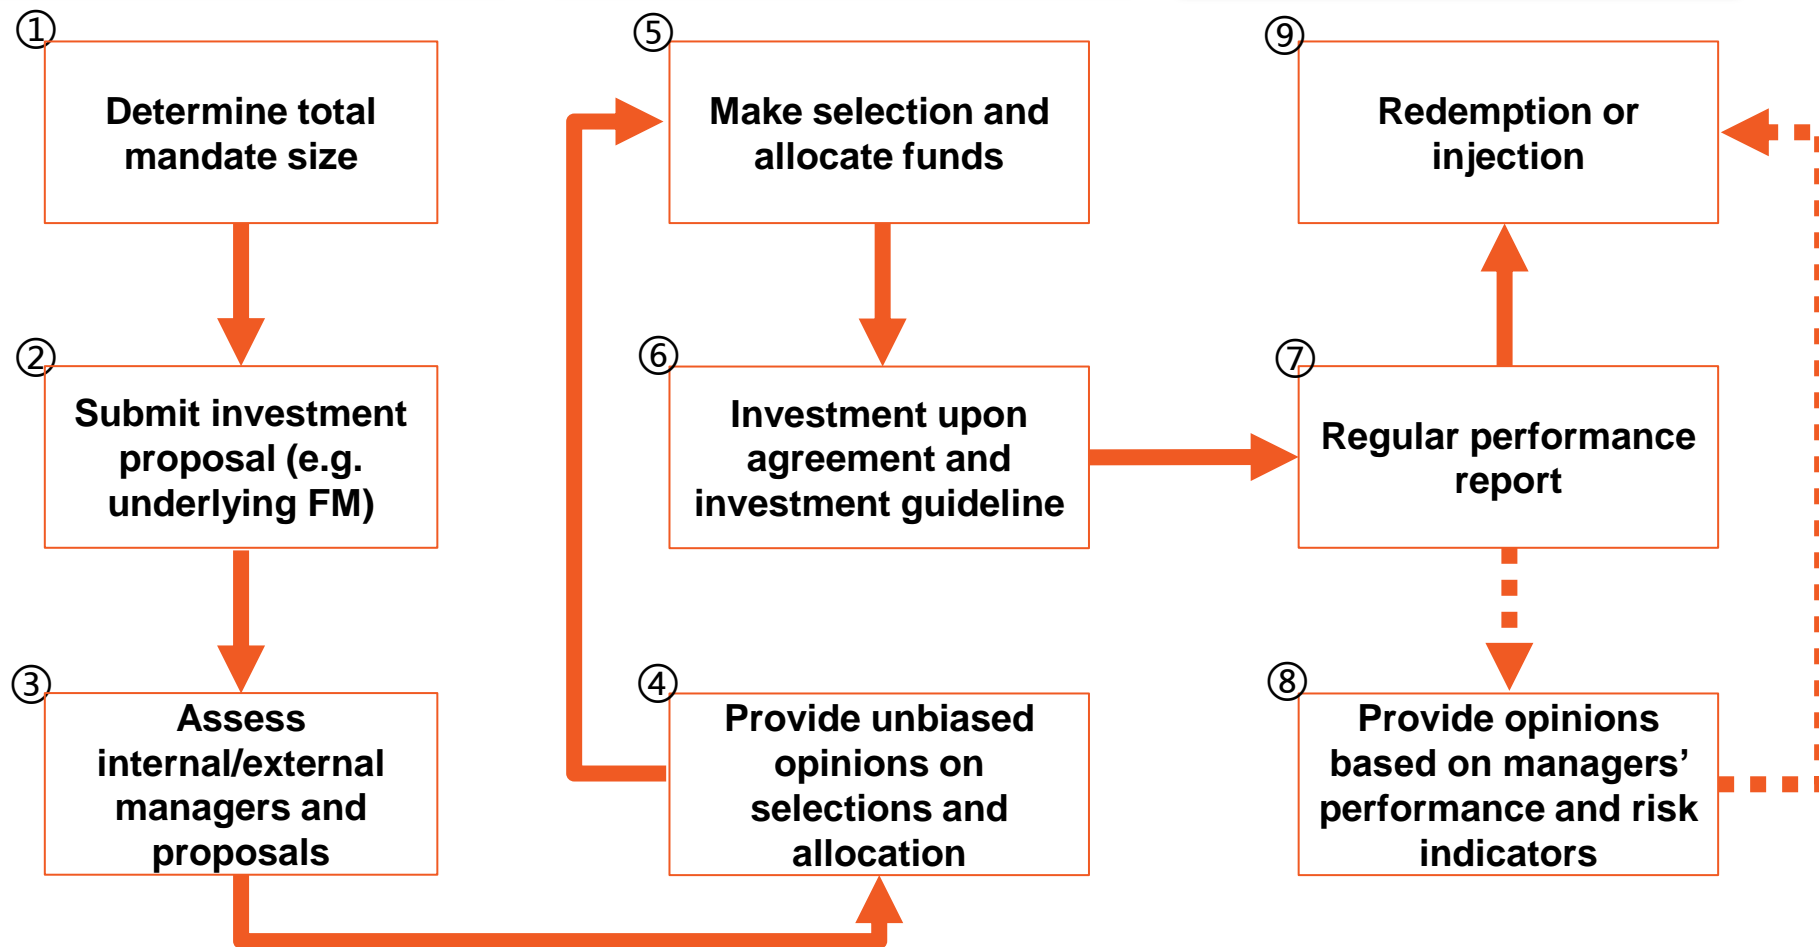 ①
Determine total
mandate size
②
Submit investment
proposal (e.g.
underlying FM)
③
Assess
internal/external
managers and
proposals
④
Provide unbiased
opinions on
selections and
allocation
⑤
Make selection and
allocate funds
⑥
Investment upon
agreement and
investment guideline
⑦
Regular performance
report
⑧
Provide opinions
based on managers’
performance and risk
indicators
⑨
Redemption or
injection